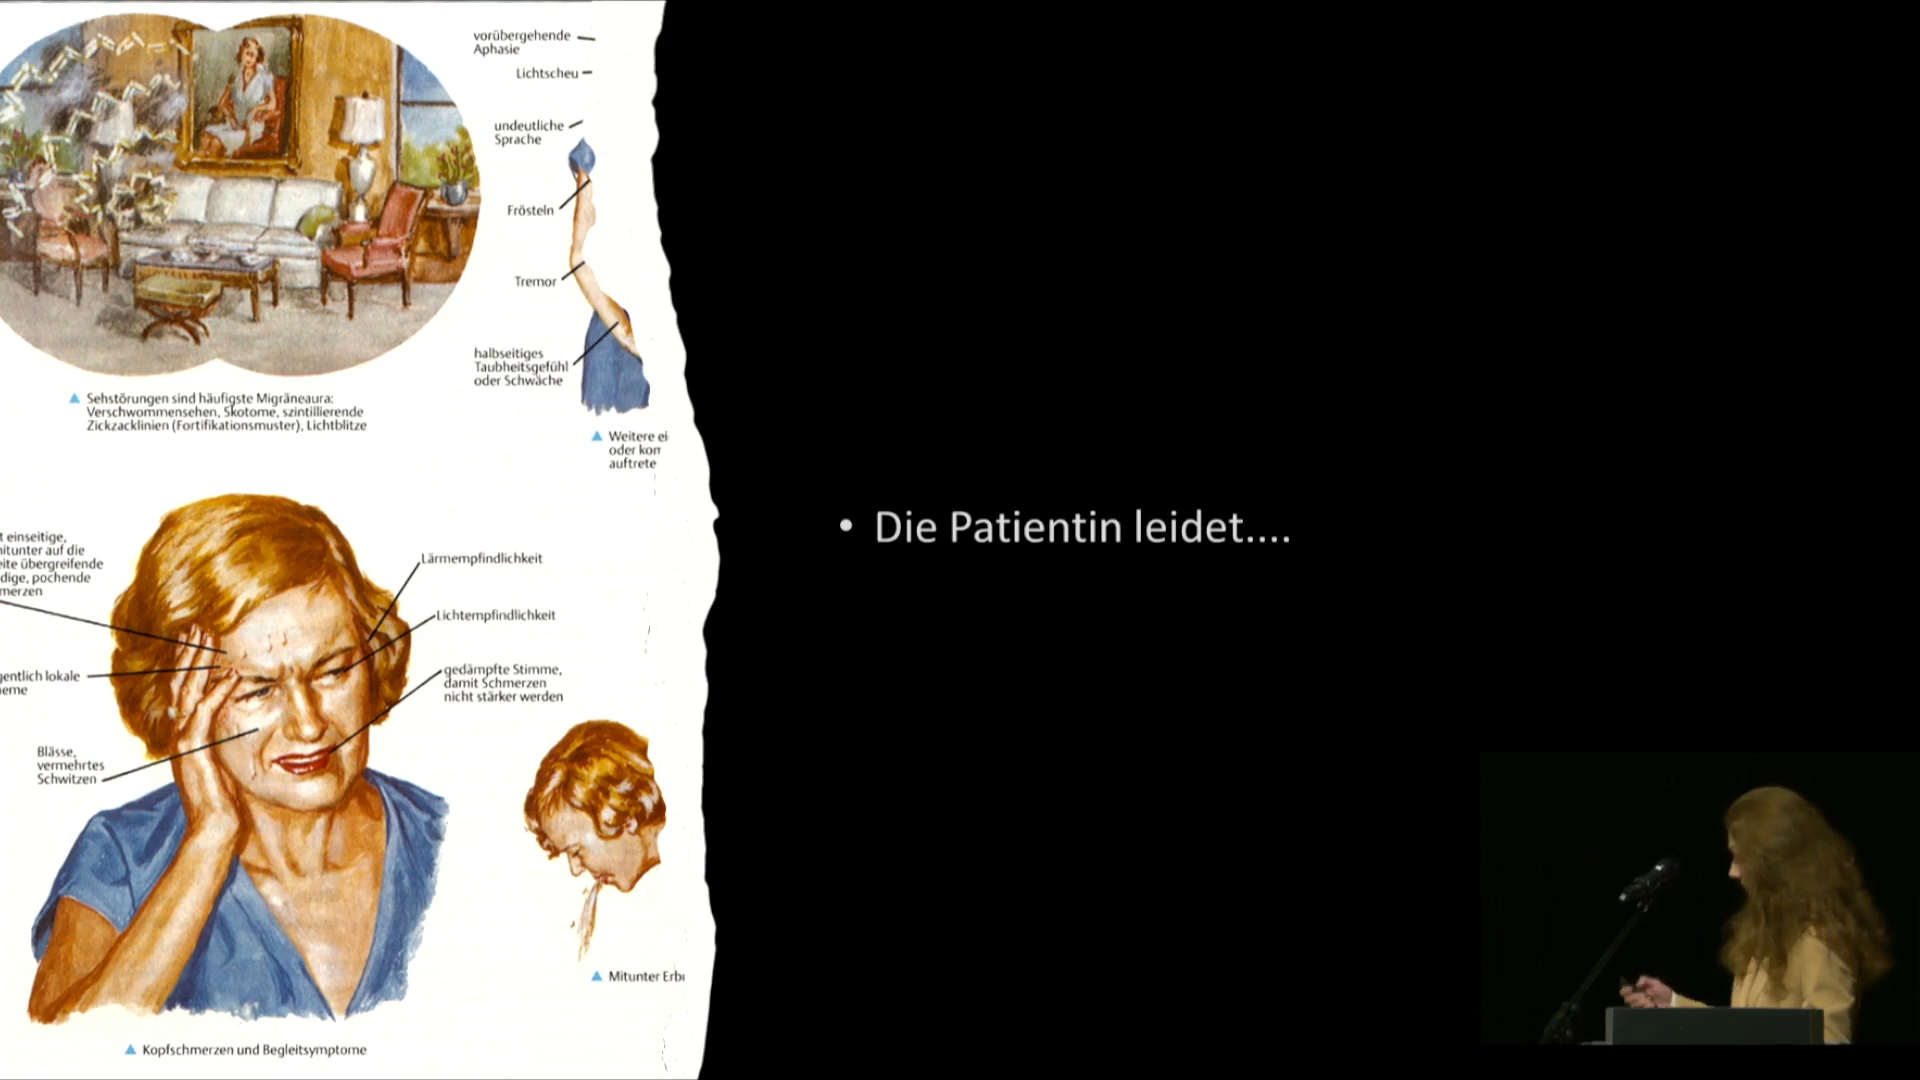 vorübergehende
Aphasie
Lichtscheu
undeutliche
Sprache
Frösteln
Tremor
halbseitiges
Taubheitsgefühl
oder Schwäche
Sehstörungen sind häufigste Migräneaura:
Verschwommensehen, Skotome, szintillierende
Zickzacklinien (Fortifikationsmuster), Lichtblitze
Weitere ei
oder kom
auftrete
t einseitige,
nitunter auf die
eite übergreifende
dige, pochende
merzen
gentlich lokale
eme
Blässe,
vermehrtes
Schwitzen
Lärmempfindlichkeit
Lichtempfindlichkeit
gedämpfte Stimme,
damit Schmerzen
nicht stärker werden
Mitunter Erb
Kopfschmerzen und Begleitsymptome
• Die Patientin leidet....